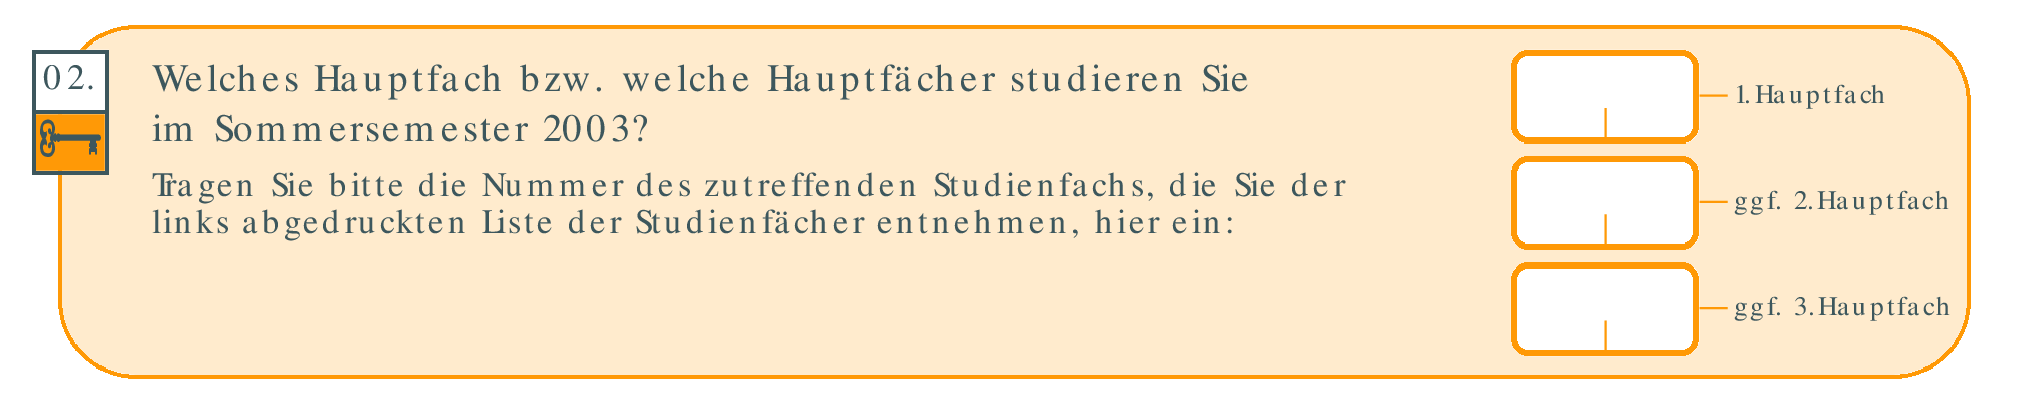 02.
Welches Hauptfach bzw. welche Hauptfächer studieren Sie
im Sommersemester 2003?
Tragen Sie bitte die Nummer des zutreffenden Studienfachs, die Sie der
links abgedruckten Liste der Studienfächer entnehmen, hier ein:
1.Hauptfach
ggf. 2.Hauptfach
ggf. 3.Hauptfach